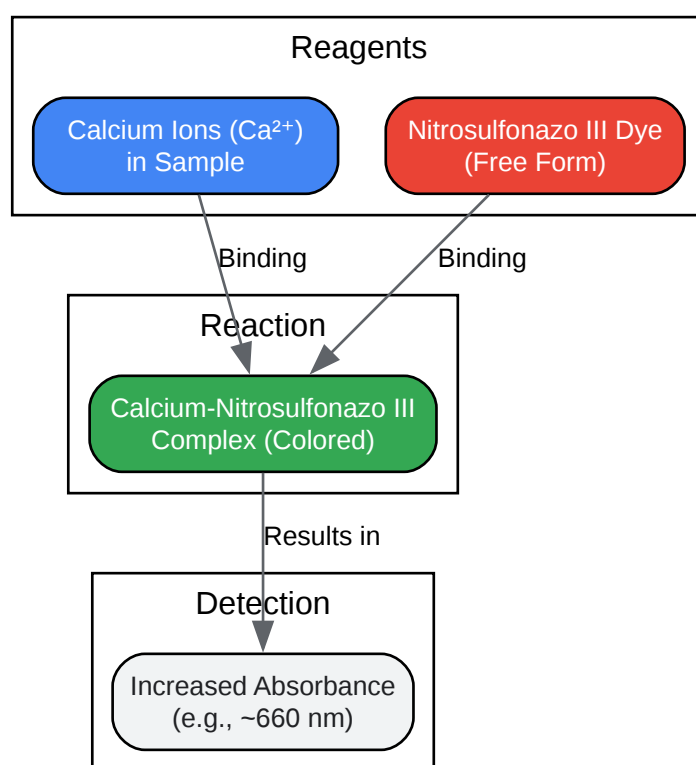 Reagents
Calcium Ions (Ca²⁺)
in Sample
Nitrosulfonazo III Dye
(Free Form)
Binding
Binding
Reaction
Calcium-Nitrosulfonazo III
Complex (Colored)
Results in
Detection
Increased Absorbance
(e.g., ~660 nm)